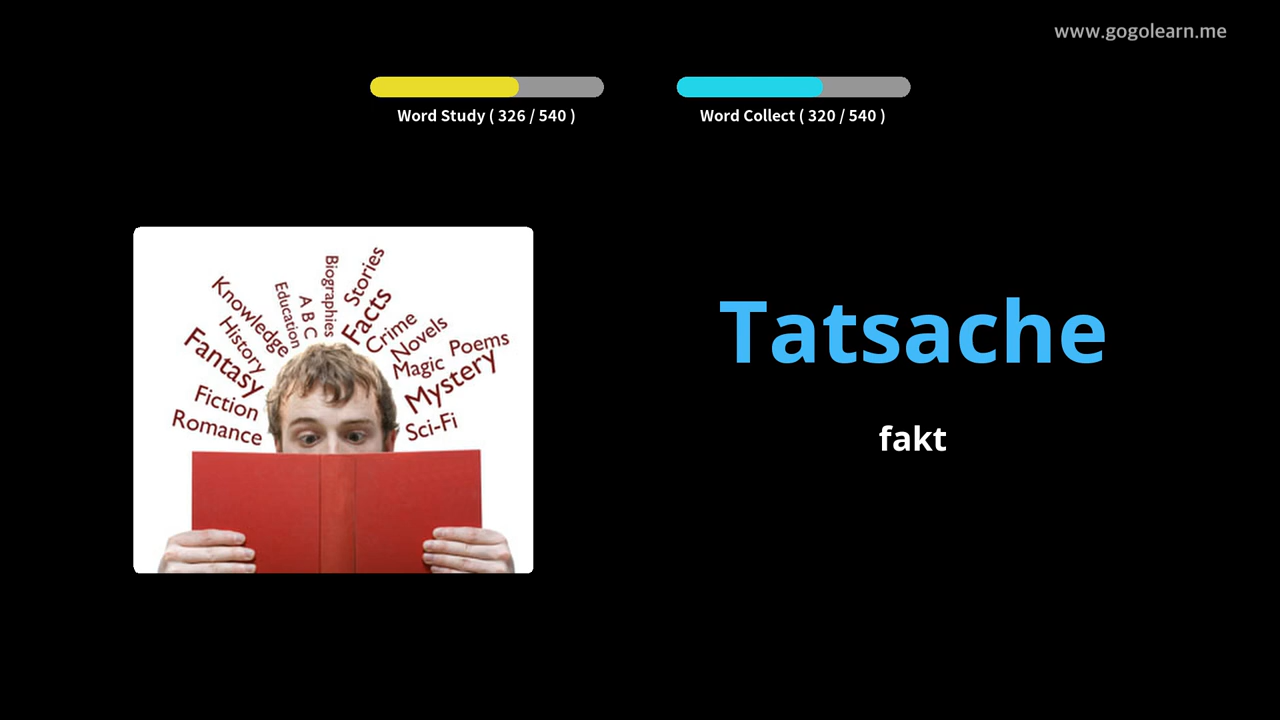 www.gogolearn.me
Word Study ( 326 / 540 )
Word Collect ( 320 / 540 )
Romance
Fiction
Fantasy
History
Knowledge
Education
A B C
Biographies
Stories
Facts
Crime
Novels
Magic
Poems
Mystery
Sci-Fi
Tatsache
fakt